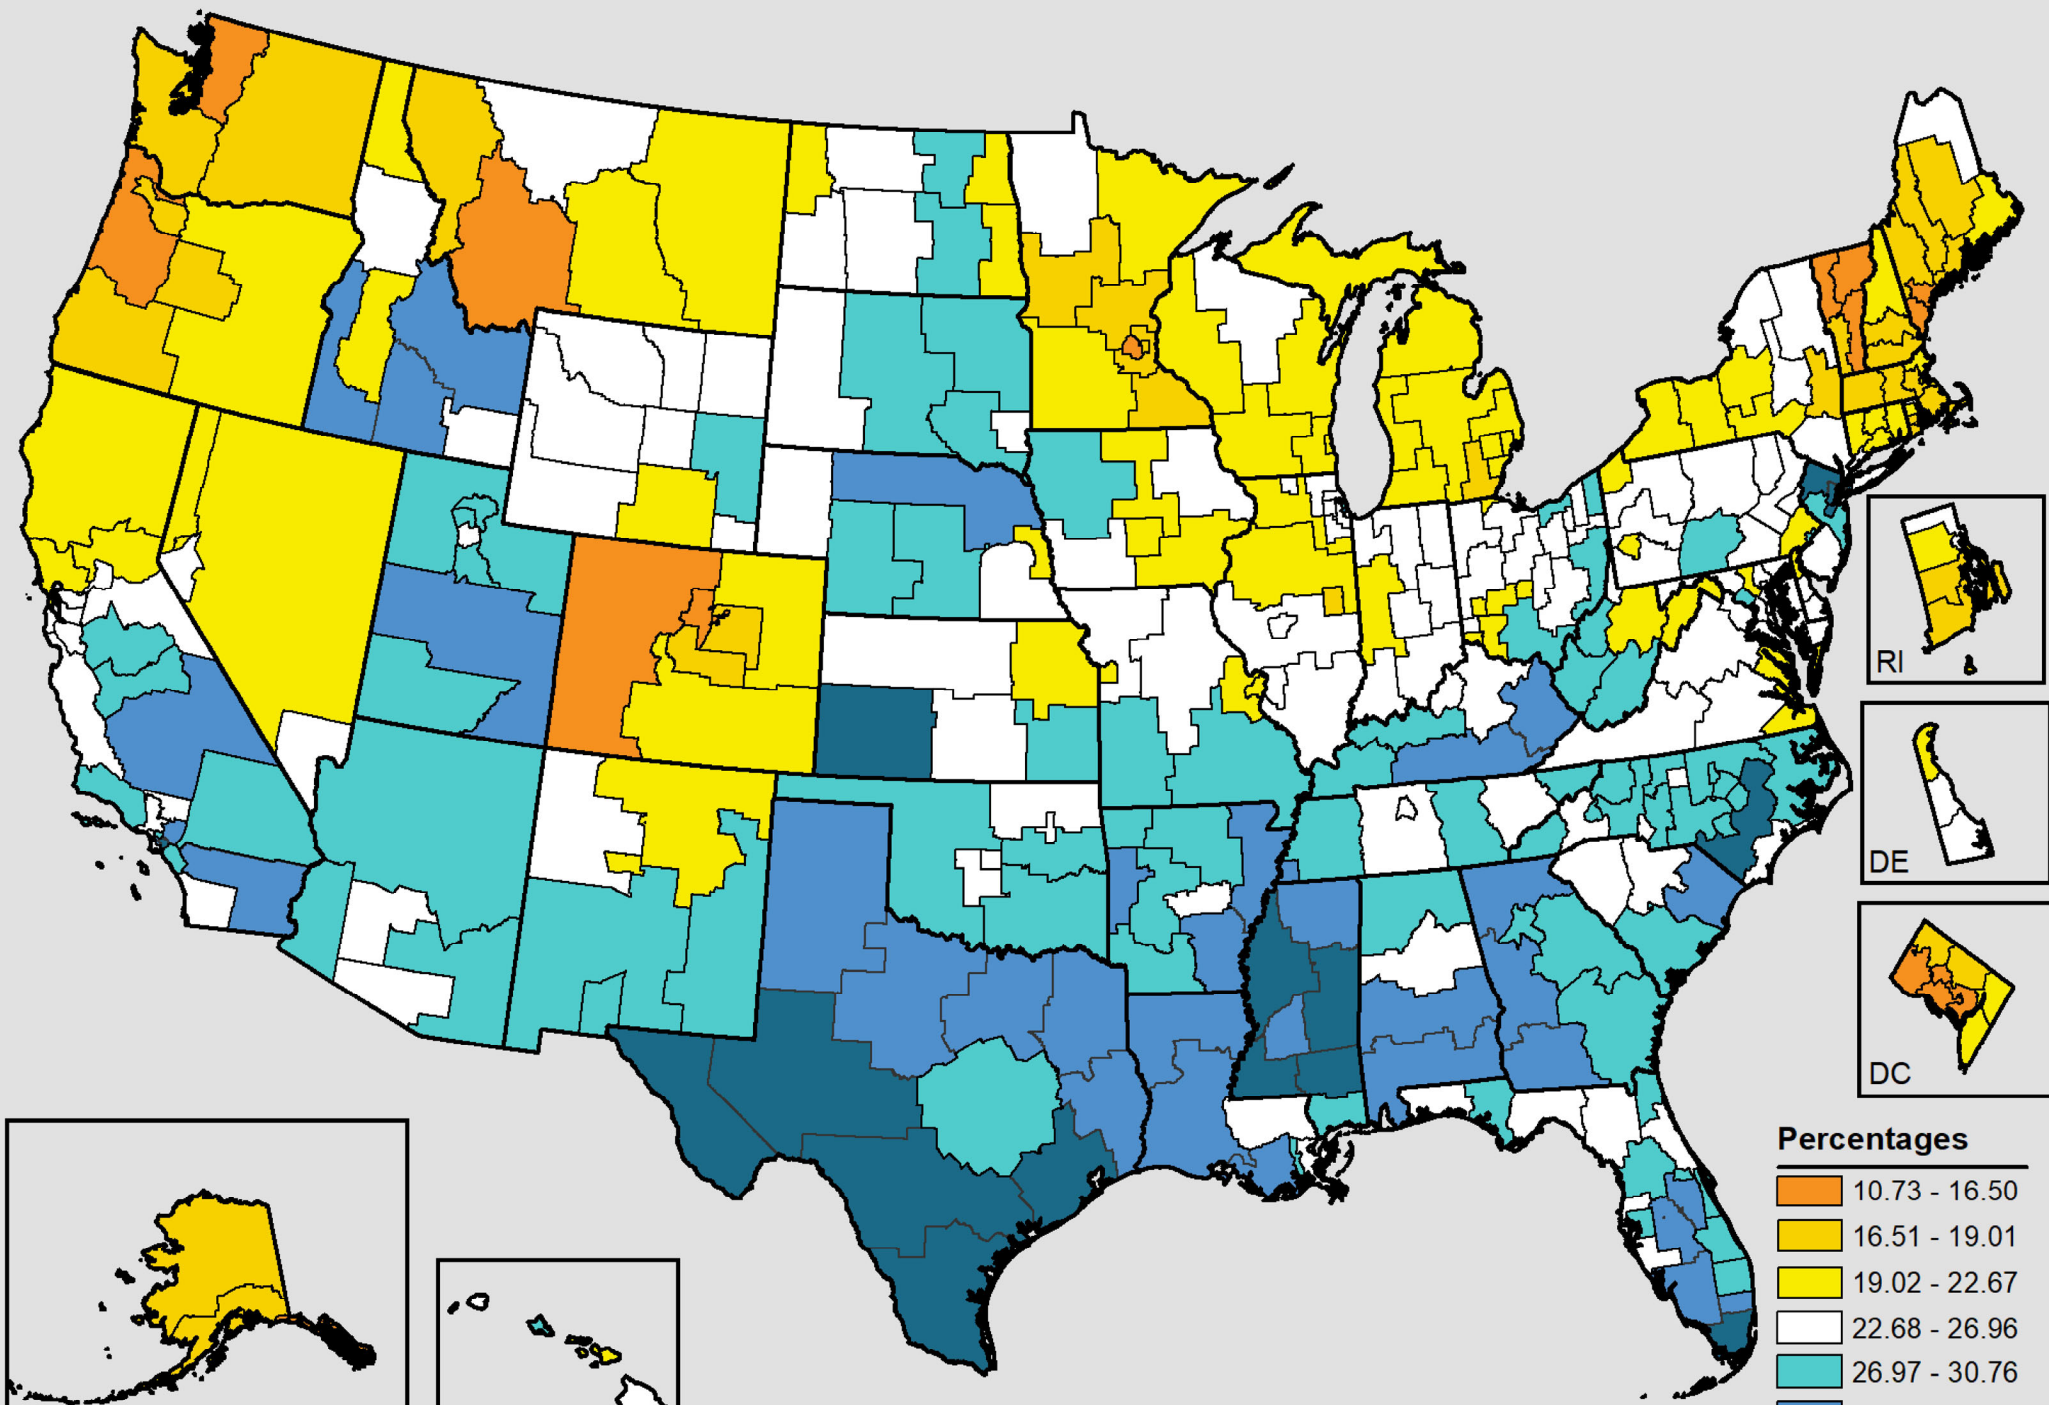 RI
DE
DC
Percentages
10.73 - 16.50
16.51 - 19.01
19.02 - 22.67
22.68 - 26.96
26.97 - 30.76